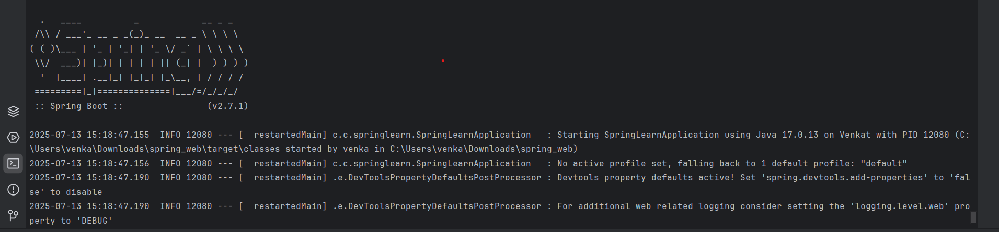 .   ____          _            __ _ _
 /\\ / ___'_ __ _ _(_)_ __  __ _ \ \ \ \
( ( )\___ | '_ | '_| | '_ \/ _` | \ \ \ \
 \\/  ___)| |_)| | | | | || (_| |  ) ) ) )
  '  |____| .__|_| |_|_| |_\__, | / / / /
 =========|_|==============|___/=/_/_/_/
 :: Spring Boot ::                (v2.7.1)
2025-07-13 15:18:47.155  INFO 12080 --- [  restartedMain] c.c.springlearn.SpringLearnApplication   : Starting SpringLearnApplication using Java 17.0.13 on Venkat with PID 12080 (C:
\Users\venka\Downloads\spring_web\target\classes started by venka in C:\Users\venka\Downloads\spring_web)
2025-07-13 15:18:47.156  INFO 12080 --- [  restartedMain] c.c.springlearn.SpringLearnApplication   : No active profile set, falling back to 1 default profile: "default"
2025-07-13 15:18:47.190  INFO 12080 --- [  restartedMain] .e.DevToolsPropertyDefaultsPostProcessor : Devtools property defaults active! Set 'spring.devtools.add-properties' to 'fal
se' to disable
2025-07-13 15:18:47.190  INFO 12080 --- [  restartedMain] .e.DevToolsPropertyDefaultsPostProcessor : For additional web related logging consider setting the 'logging.level.web' pro
perty to 'DEBUG'